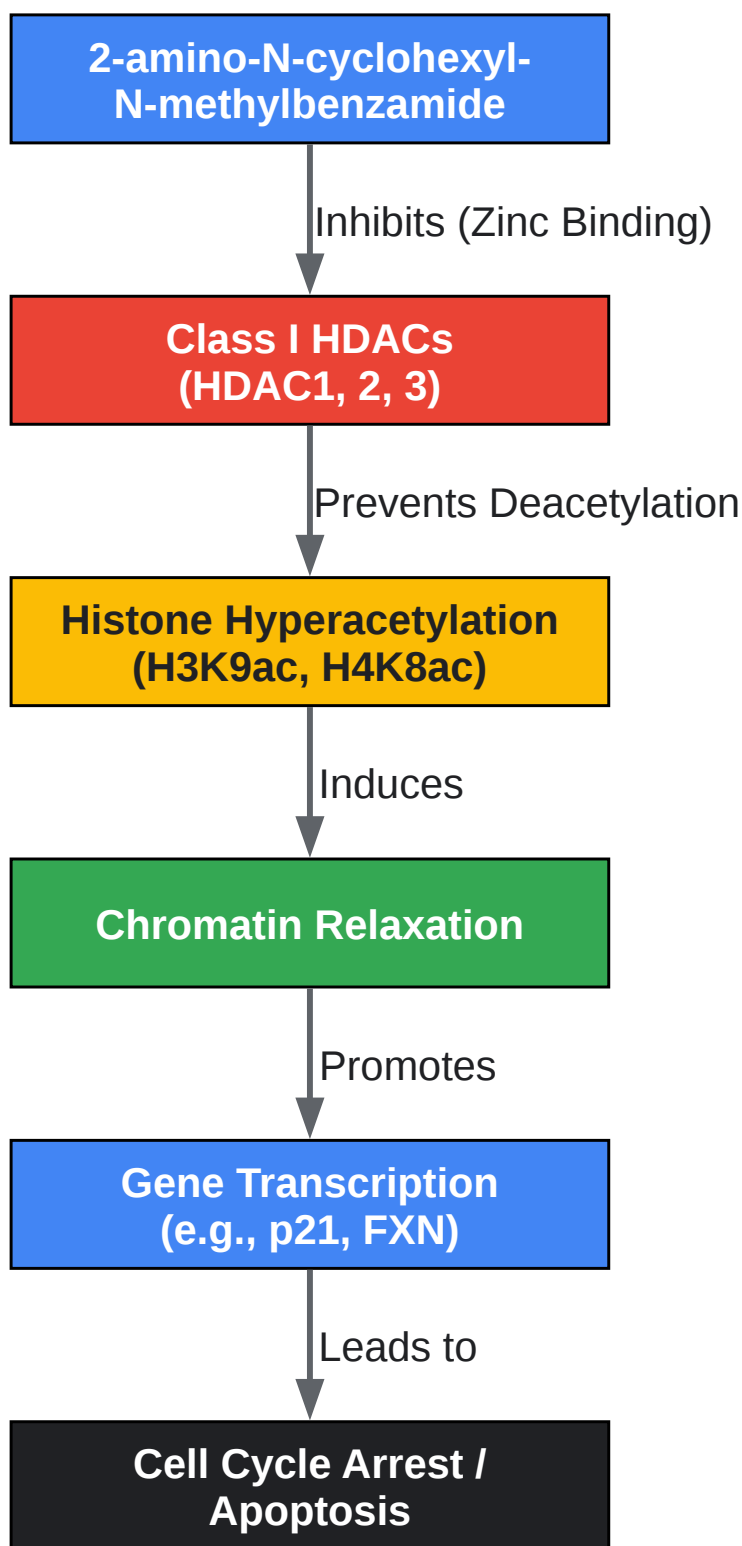 2-amino-N-cyclohexyl-
N-methylbenzamide
Inhibits (Zinc Binding)
Class I HDACs
(HDAC1, 2, 3)
Prevents Deacetylation
Histone Hyperacetylation
(H3K9ac, H4K8ac)
Induces
Chromatin Relaxation
Promotes
Gene Transcription
(e.g., p21, FXN)
Leads to
Cell Cycle Arrest /
Apoptosis